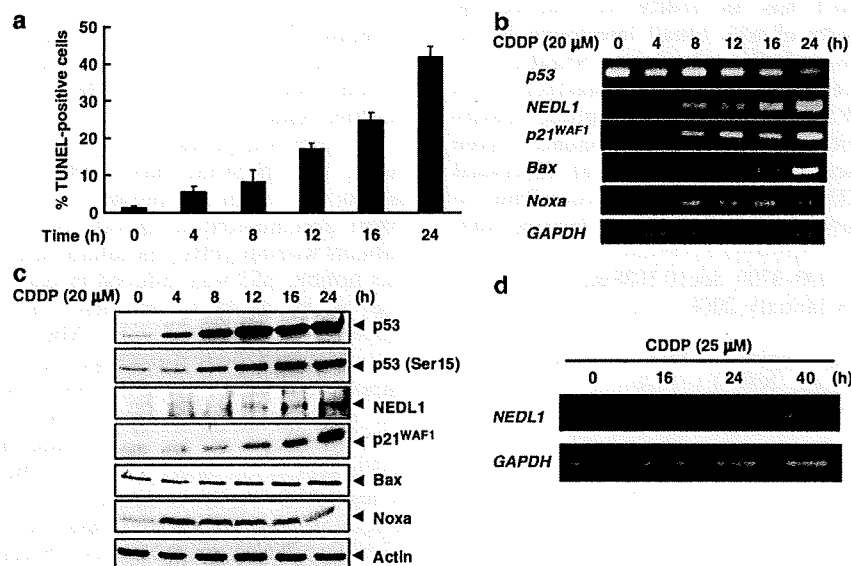 a
% TUNEL-positive cells
50
40
30
20
10
0
Time (h) 0 4 8 12 16 24
b
CDDP (20 µM) 0 4 8 12 16 24 (h)
p53
NEDL1
p21WAF1
Bax
Noxa
GAPDH
c
CDDP (20 µM) 0 4 8 12 16 24 (h)
p53
p53 (Ser15)
NEDL1
p21WAF1
Bax
Noxa
Actin
d
CDDP (25 µM)
0 16 24 40 (h)
NEDL1
GAPDH